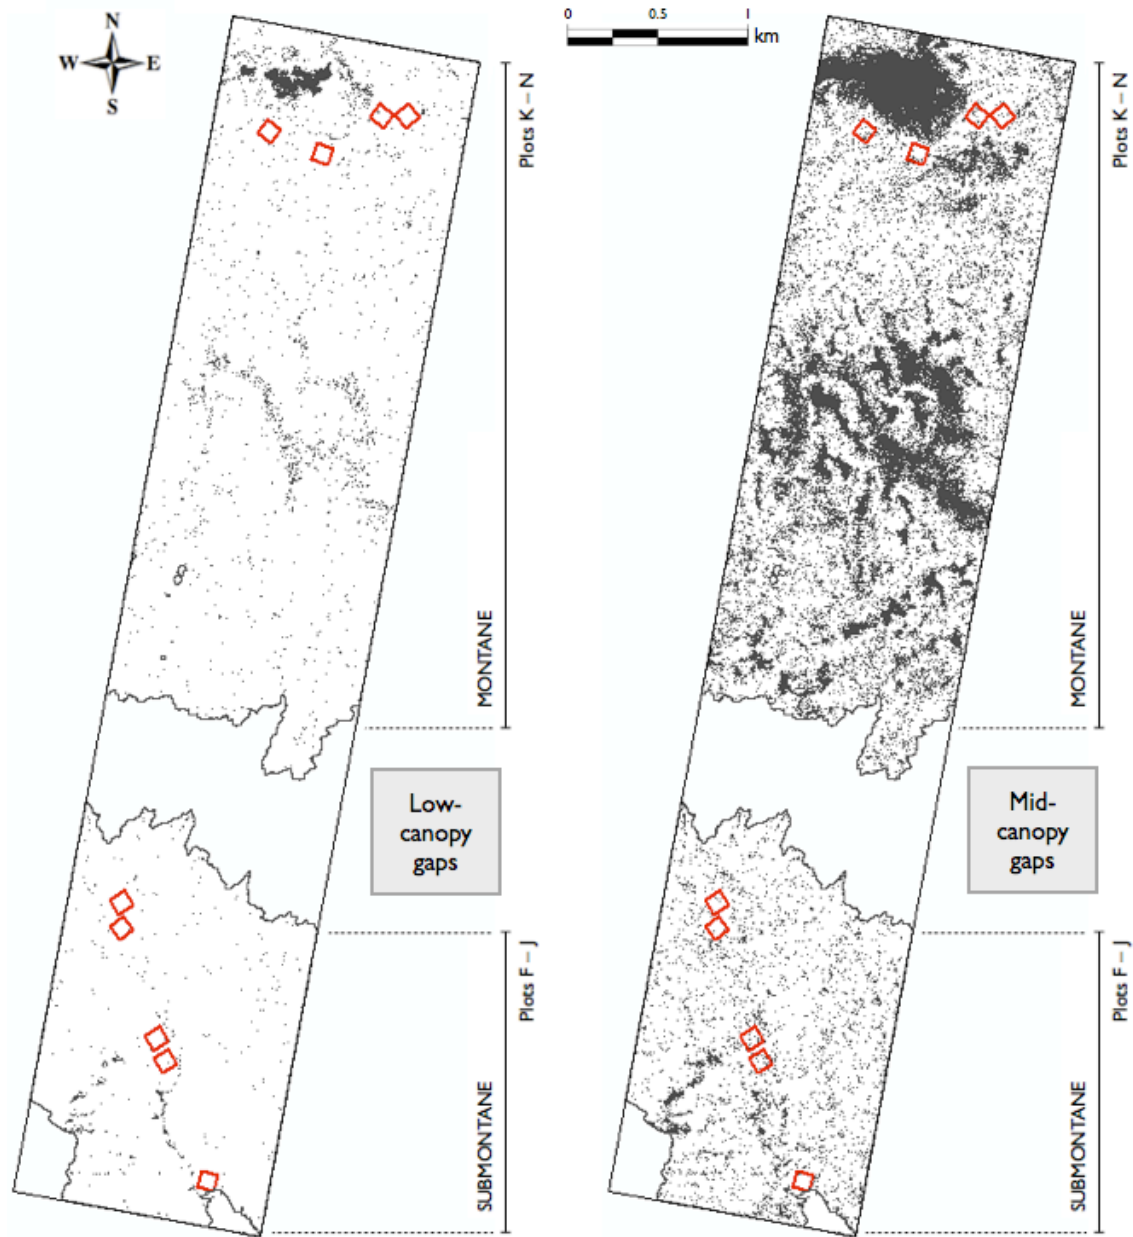 N
W E
S
0 0.5 1
km
Plots K – N
MONTANE
Low-
canopy
gaps
Plots F – J
SUBMONTANE
Plots K – N
MONTANE
Mid-
canopy
gaps
Plots F – J
SUBMONTANE